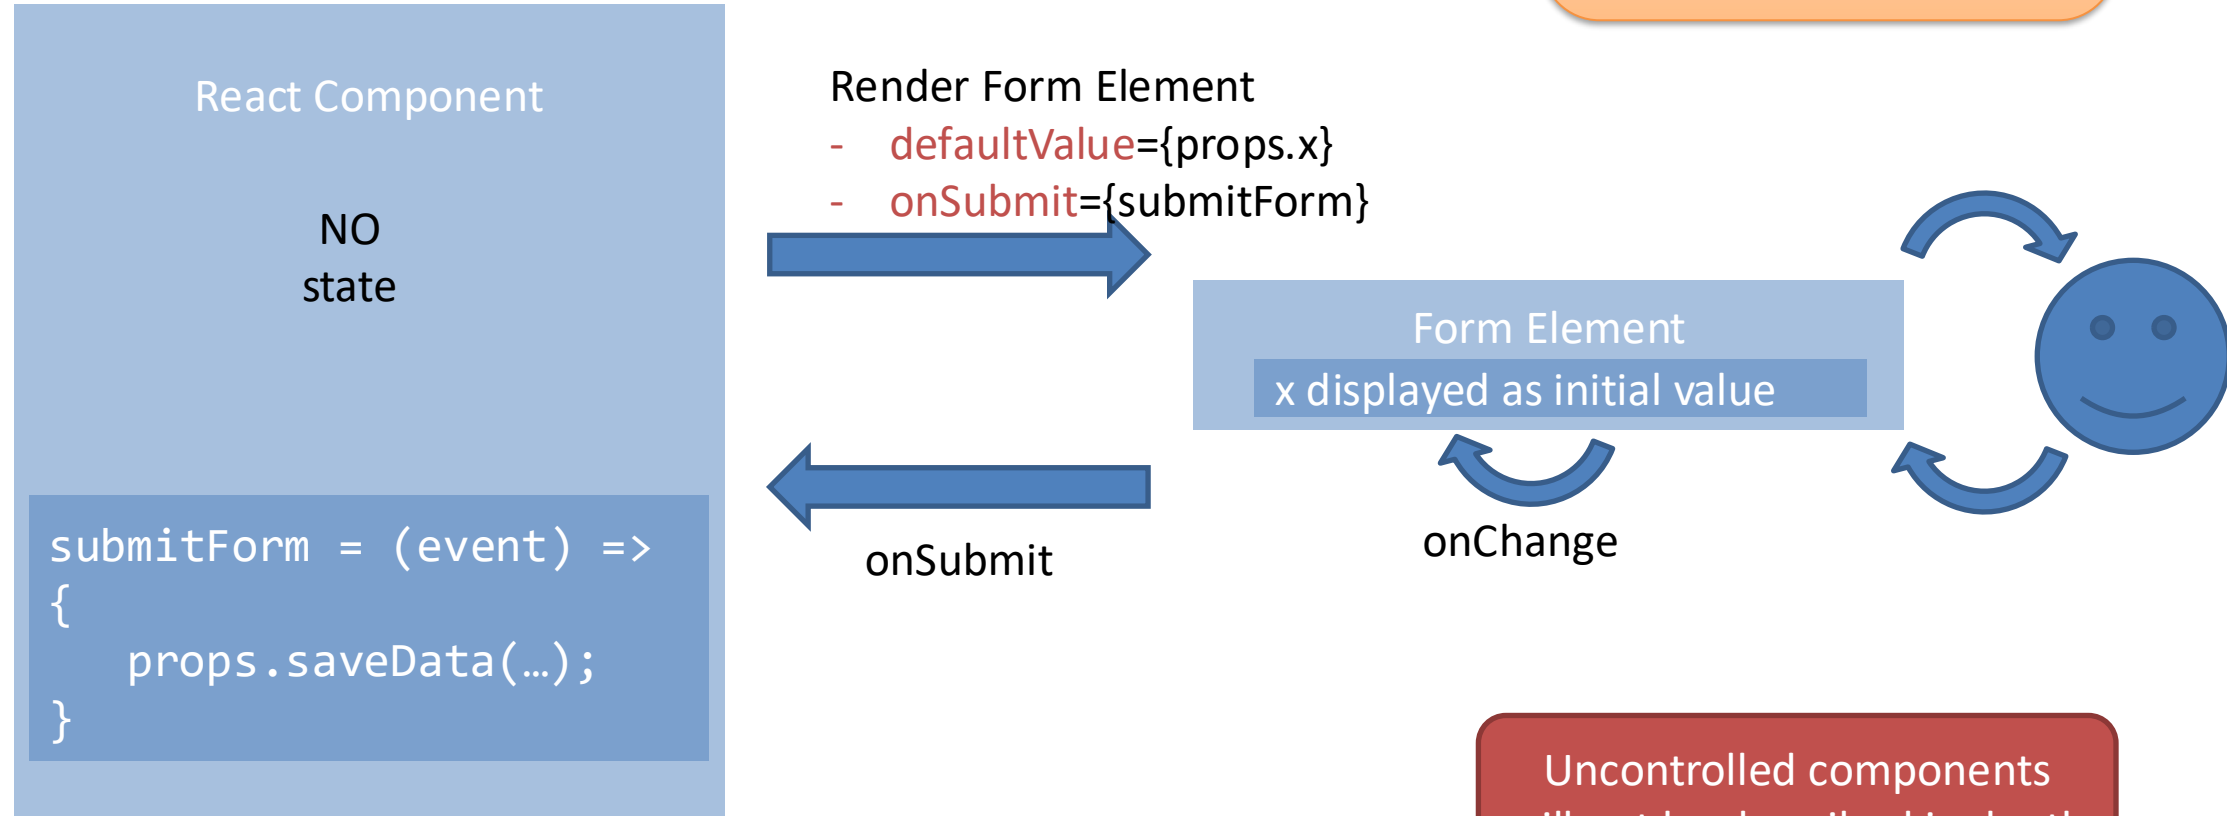 React Component
NO
state
submitForm = (event) =>
{
props.saveData(…);
}
Render Form Element
- defaultValue={props.x}
- onSubmit={submitForm}
Form Element
x displayed as initial value
onSubmit
onChange
Uncontrolled components